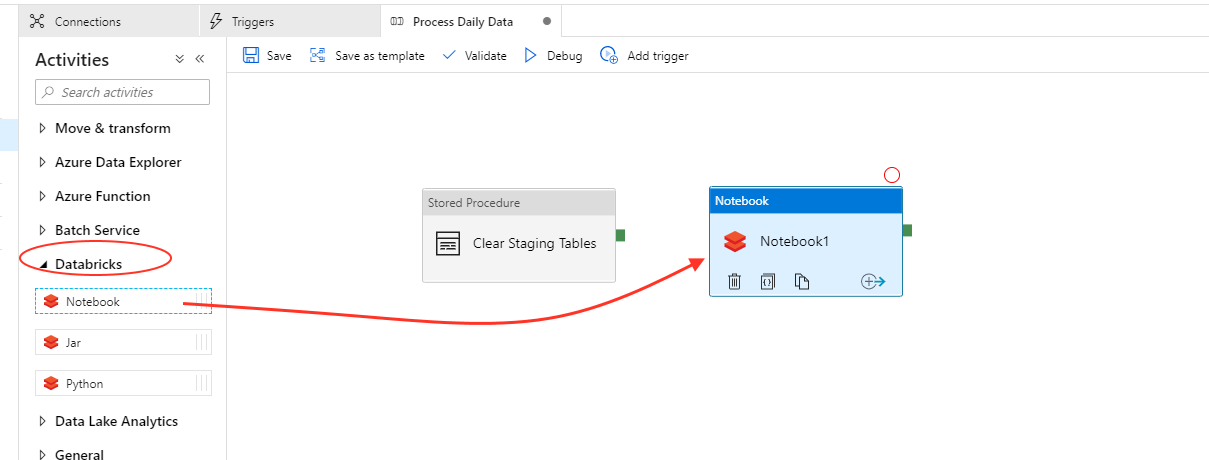 Connections
Triggers
Process Daily Data
Activities
Save
Save as template
Validate
Debug
Add trigger
Search activities
Move & transform
Azure Data Explorer
Azure Function
Batch Service
Databricks
Notebook
Jar
Python
Data Lake Analytics
General
Stored Procedure
Clear Staging Tables
Notebook
Notebook1